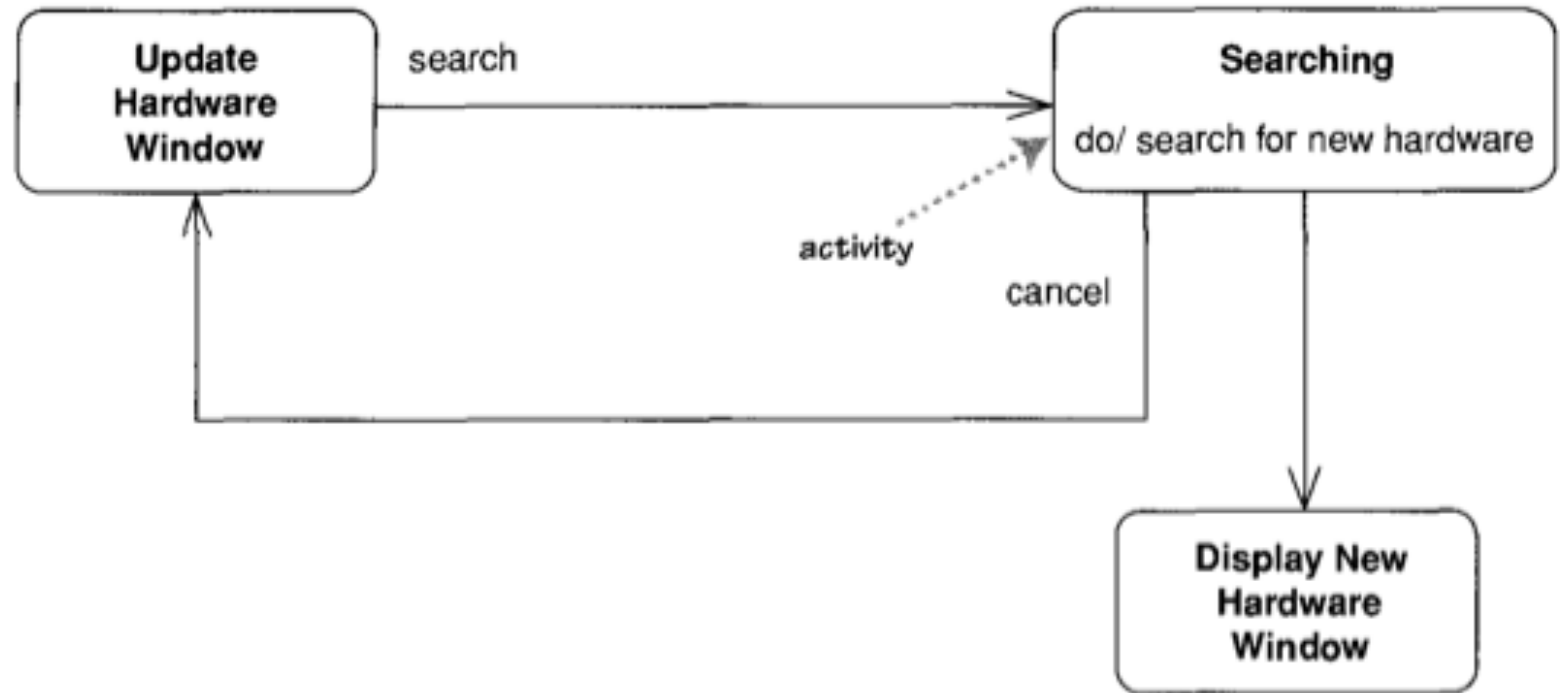 Update
Hardware
Window
search
Searching
do/ search for new hardware
activity
cancel
Display New
Hardware
Window